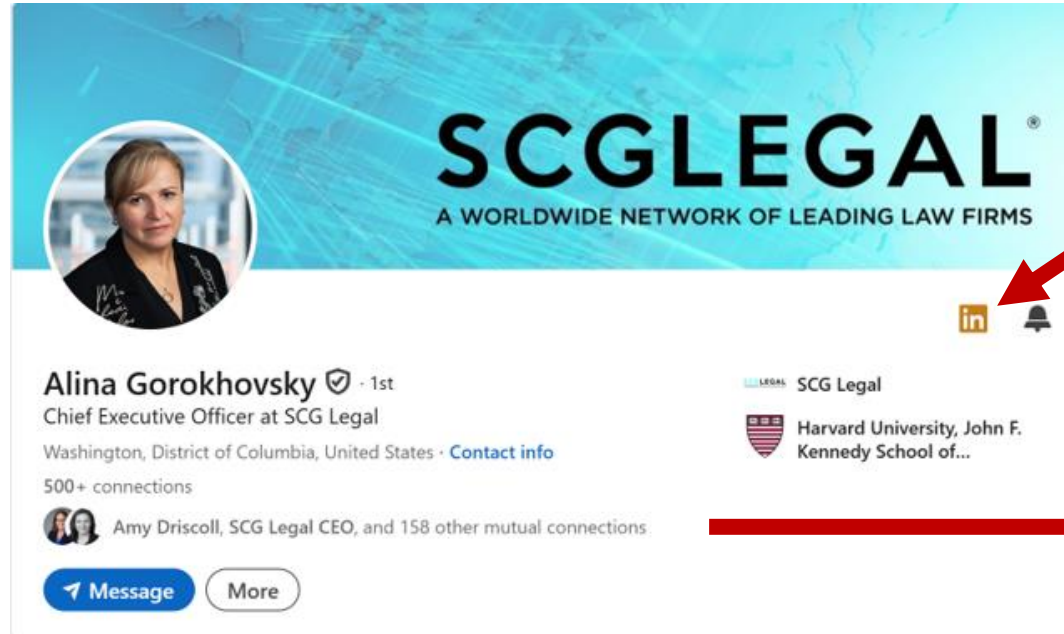 SCGLEGAL®
A WORLDWIDE NETWORK OF LEADING LAW FIRMS
in
Alina Gorokhovsky · 1st
Chief Executive Officer at SCG Legal
Washington, District of Columbia, United States · Contact info
500+ connections
Amy Driscoll, SCG Legal CEO, and 158 other mutual connections
Message
More
LEGAL
SCG Legal
Harvard University, John F.
Kennedy School of...